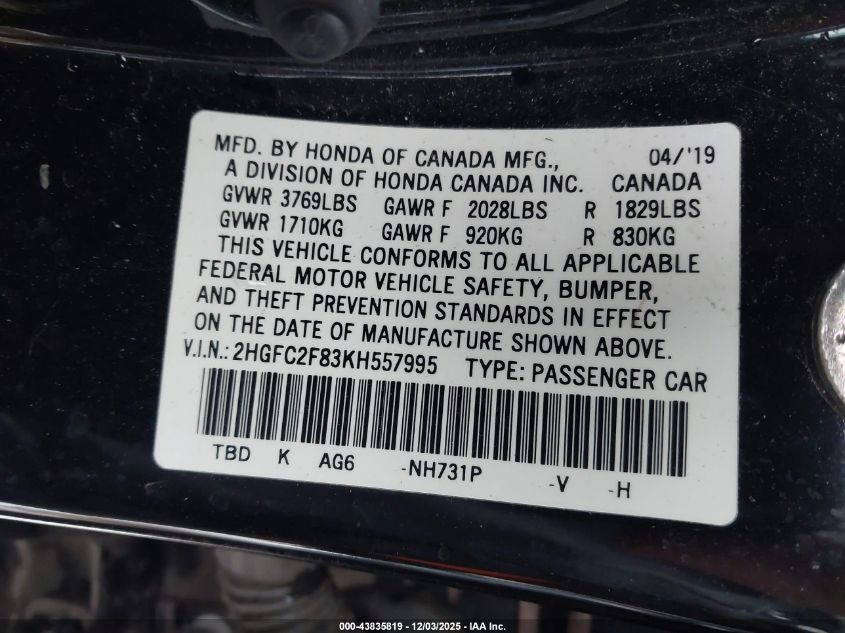 MFD. BY HONDA OF CANADA MFG., 04/'19
A DIVISION OF HONDA CANADA INC. CANADA
GVWR 3769LBS GAWR F 2028LBS R 1829LBS
GVWR 1710KG GAWR F 920KG R 830KG
THIS VEHICLE CONFORMS TO ALL APPLICABLE
FEDERAL MOTOR VEHICLE SAFETY, BUMPER,
AND THEFT PREVENTION STANDARDS IN EFFECT
ON THE DATE OF MANUFACTURE SHOWN ABOVE.
V.I.N.: 2HGFC2F83KH557995 TYPE: PASSENGER CAR
TBD K AG6 -NH731P -V -H
000-43835819 - 12/03/2025 - IAA Inc.